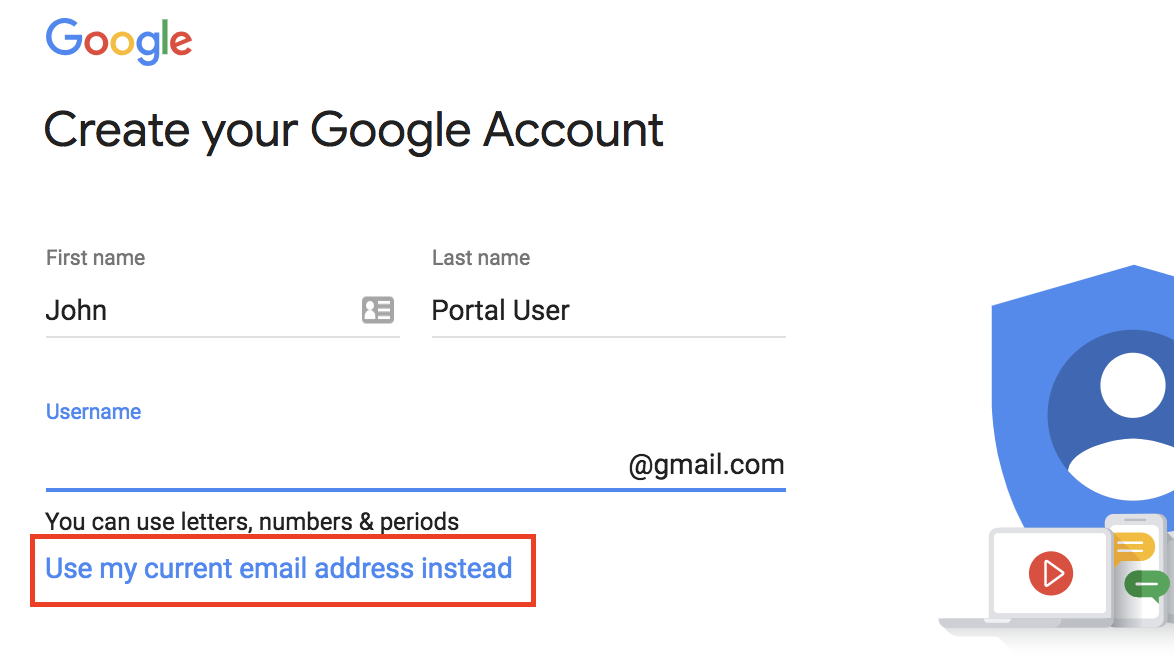 Google
Create your Google Account
First name
Last name
John
Portal User
Username
@gmail.com
You can use letters, numbers & periods
Use my current email address instead